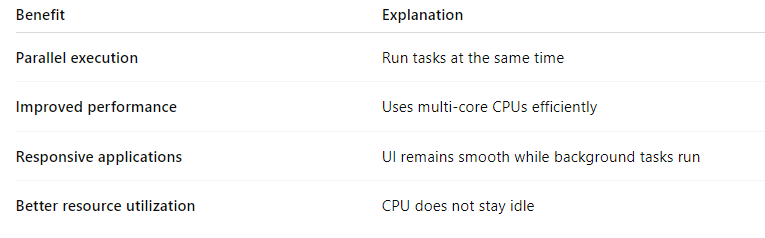 Benefit Explanation
Parallel execution Run tasks at the same time
Improved performance Uses multi-core CPUs efficiently
Responsive applications UI remains smooth while background tasks run
Better resource utilization CPU does not stay idle